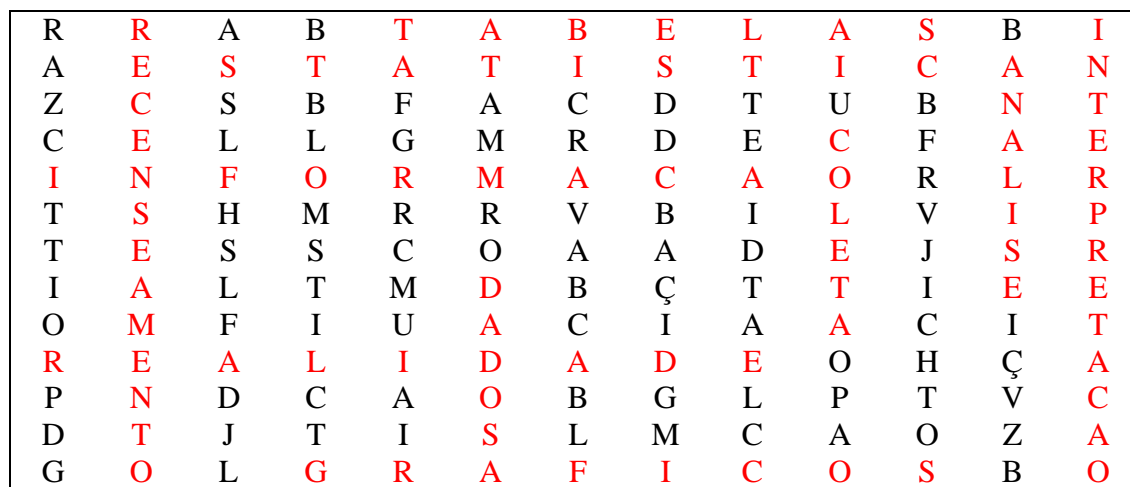 R R A B T A B E L A S B I
A E S T A T I S T I C A N
Z C S B F A C D T U B N T
C E L L G M R D E C F A E
I N F O R M A C A O R L R
T S H M R R V B I L V I P
T E S S C O A A D E J S R
I A L T M D B Ç T T I E E
O M F I U A C I A A C I T
R E A L I D A D E O H Ç A
P N D C A O B G L P T V C
D T J T I S L M C A O Z A
G O L G R A F I C O S B O